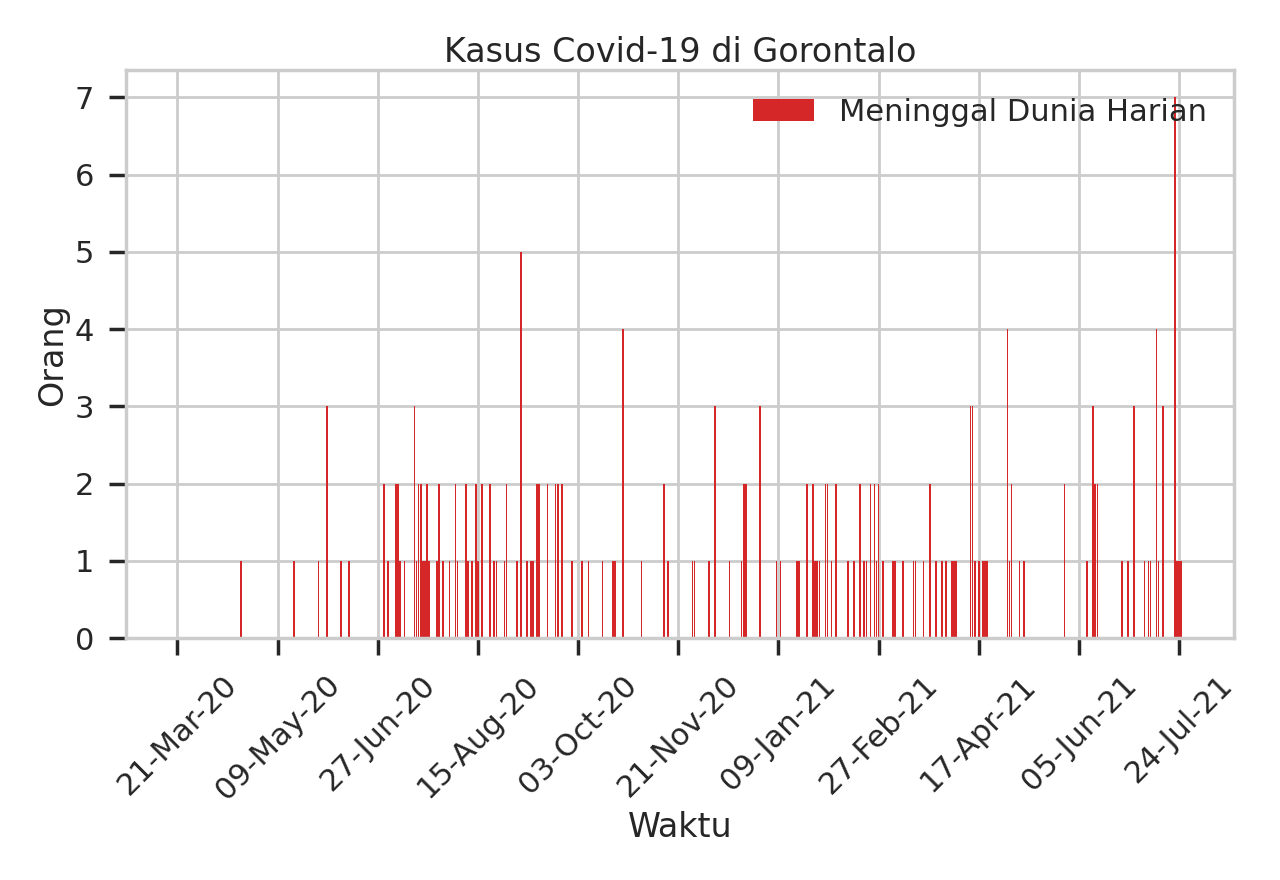 Kasus Covid-19 di Gorontalo
Meninggal Dunia Harian
Orang
7
6
5
4
3
2
1
0
21-Mar-20
09-May-20
27-Jun-20
15-Aug-20
03-Oct-20
21-Nov-20
09-Jan-21
27-Feb-21
17-Apr-21
05-Jun-21
24-Jul-21
Waktu